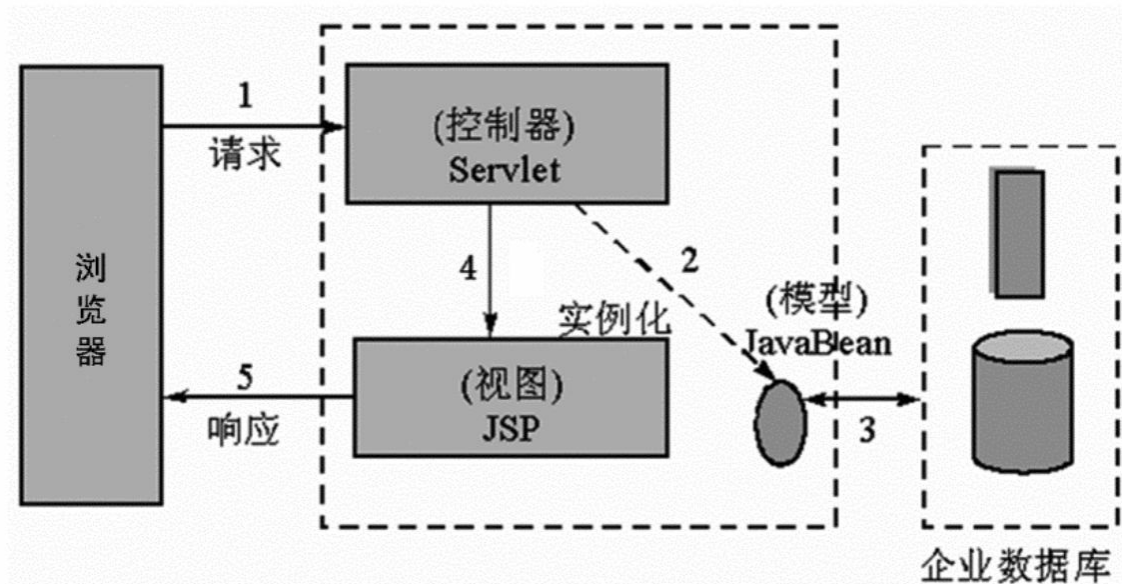 1
请求
(控制器)
Servlet
浏
览
器
4
2
实例化
(模型)
JavaBean
(视图)
JSP
5
响应
3
企业数据库